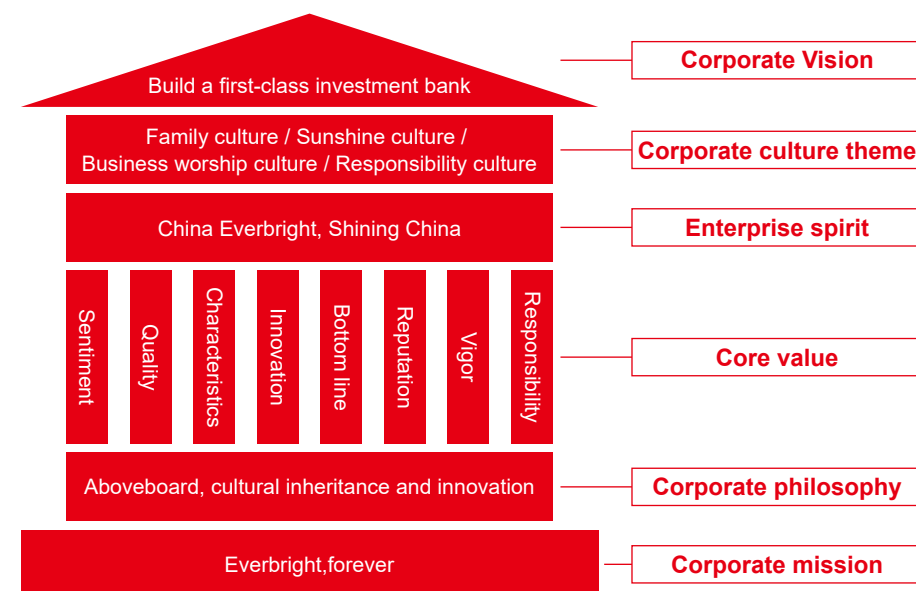 Build a first-class investment bank
Corporate Vision
Family culture / Sunshine culture /
Business worship culture / Responsibility culture
Corporate culture theme
China Everbright, Shining China
Enterprise spirit
Sentiment
Quality
Characteristics
Innovation
Bottom line
Reputation
Vigor
Responsibility
Core value
Aboveboard, cultural inheritance and innovation
Corporate philosophy
Everbright,forever
Corporate mission